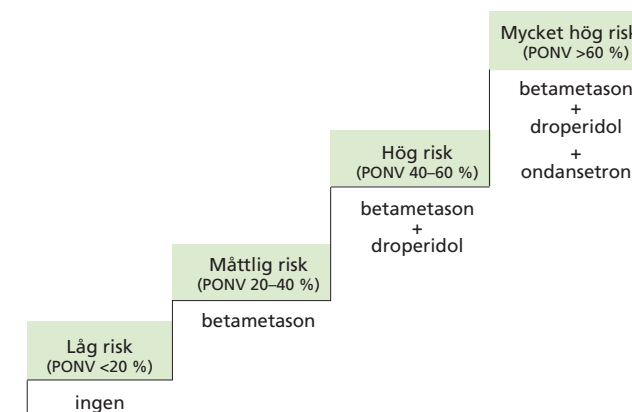 Mycket hög risk
(PONV >60 %)
betametason
+
droperidol
+
ondansetron
Hög risk
(PONV 40–60 %)
betametason
+
droperidol
Måttlig risk
(PONV 20–40 %)
betametason
Låg risk
(PONV <20 %)
ingen